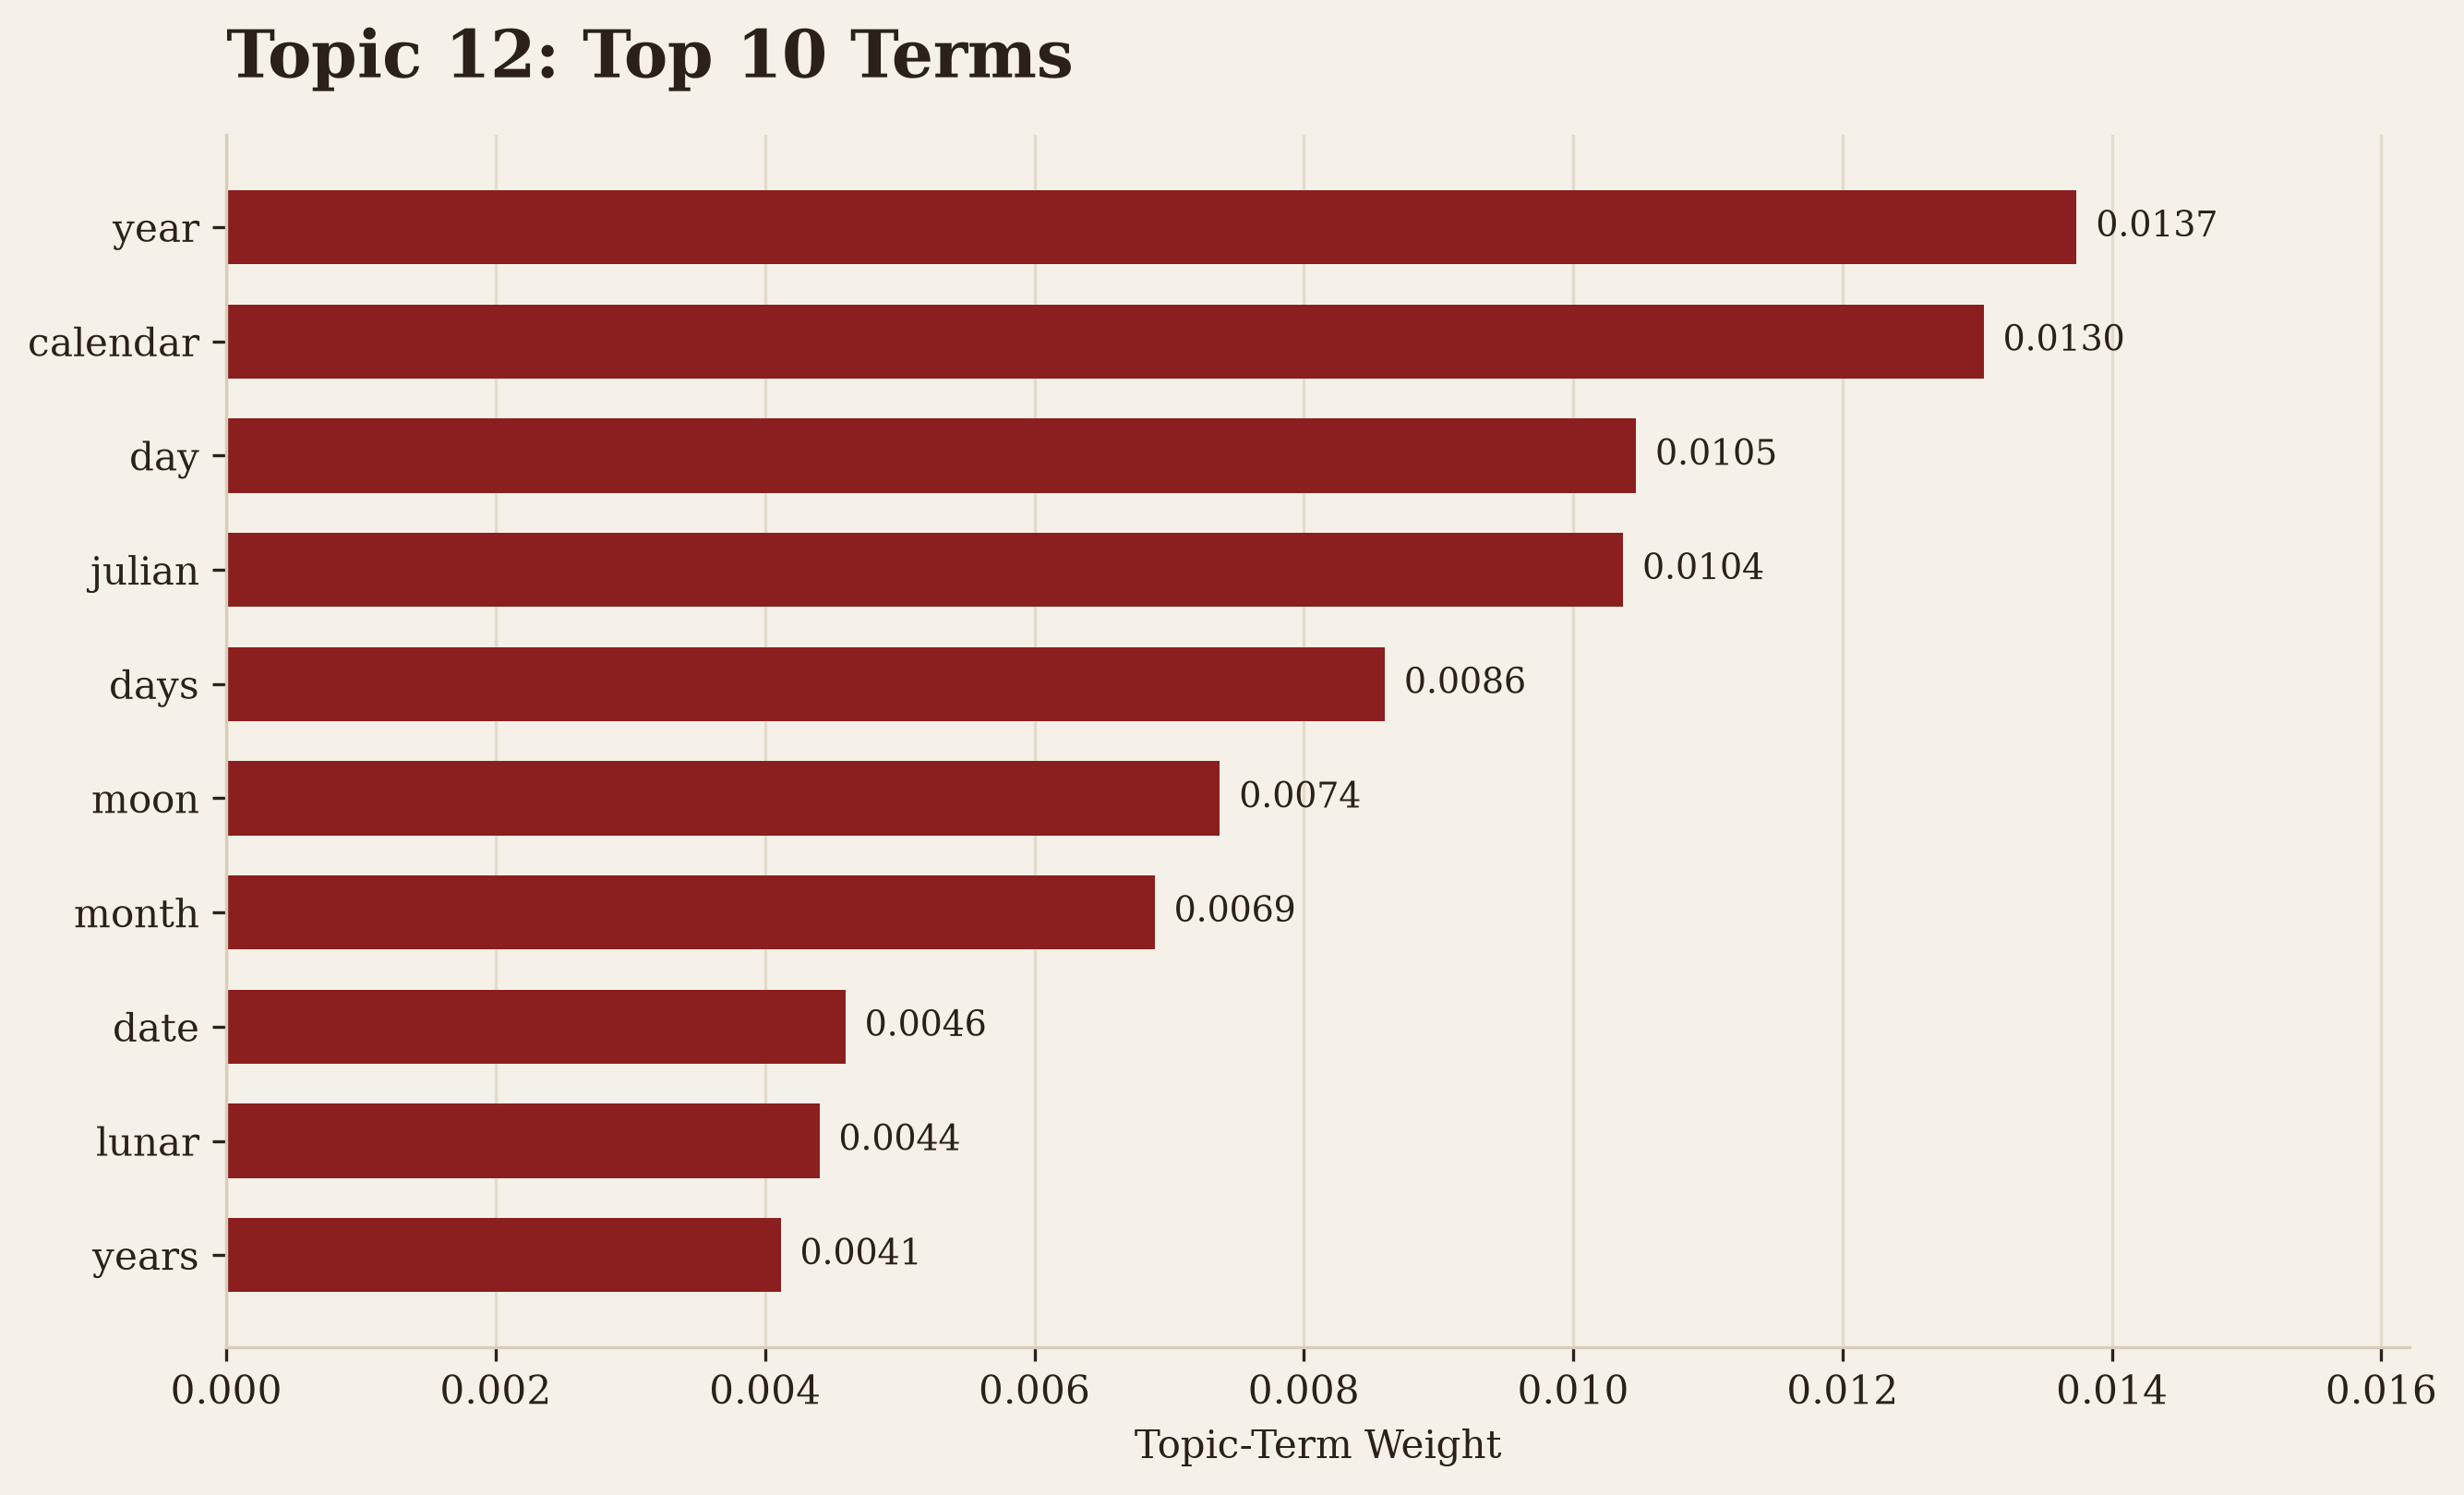 Topic 12: Top 10 Terms
year 0.0137
calendar 0.0130
day 0.0105
julian 0.0104
days 0.0086
moon 0.0074
month 0.0069
date 0.0046
lunar 0.0044
years 0.0041
0.000 0.002 0.004 0.006 0.008 0.010 0.012 0.014 0.016
Topic-Term Weight